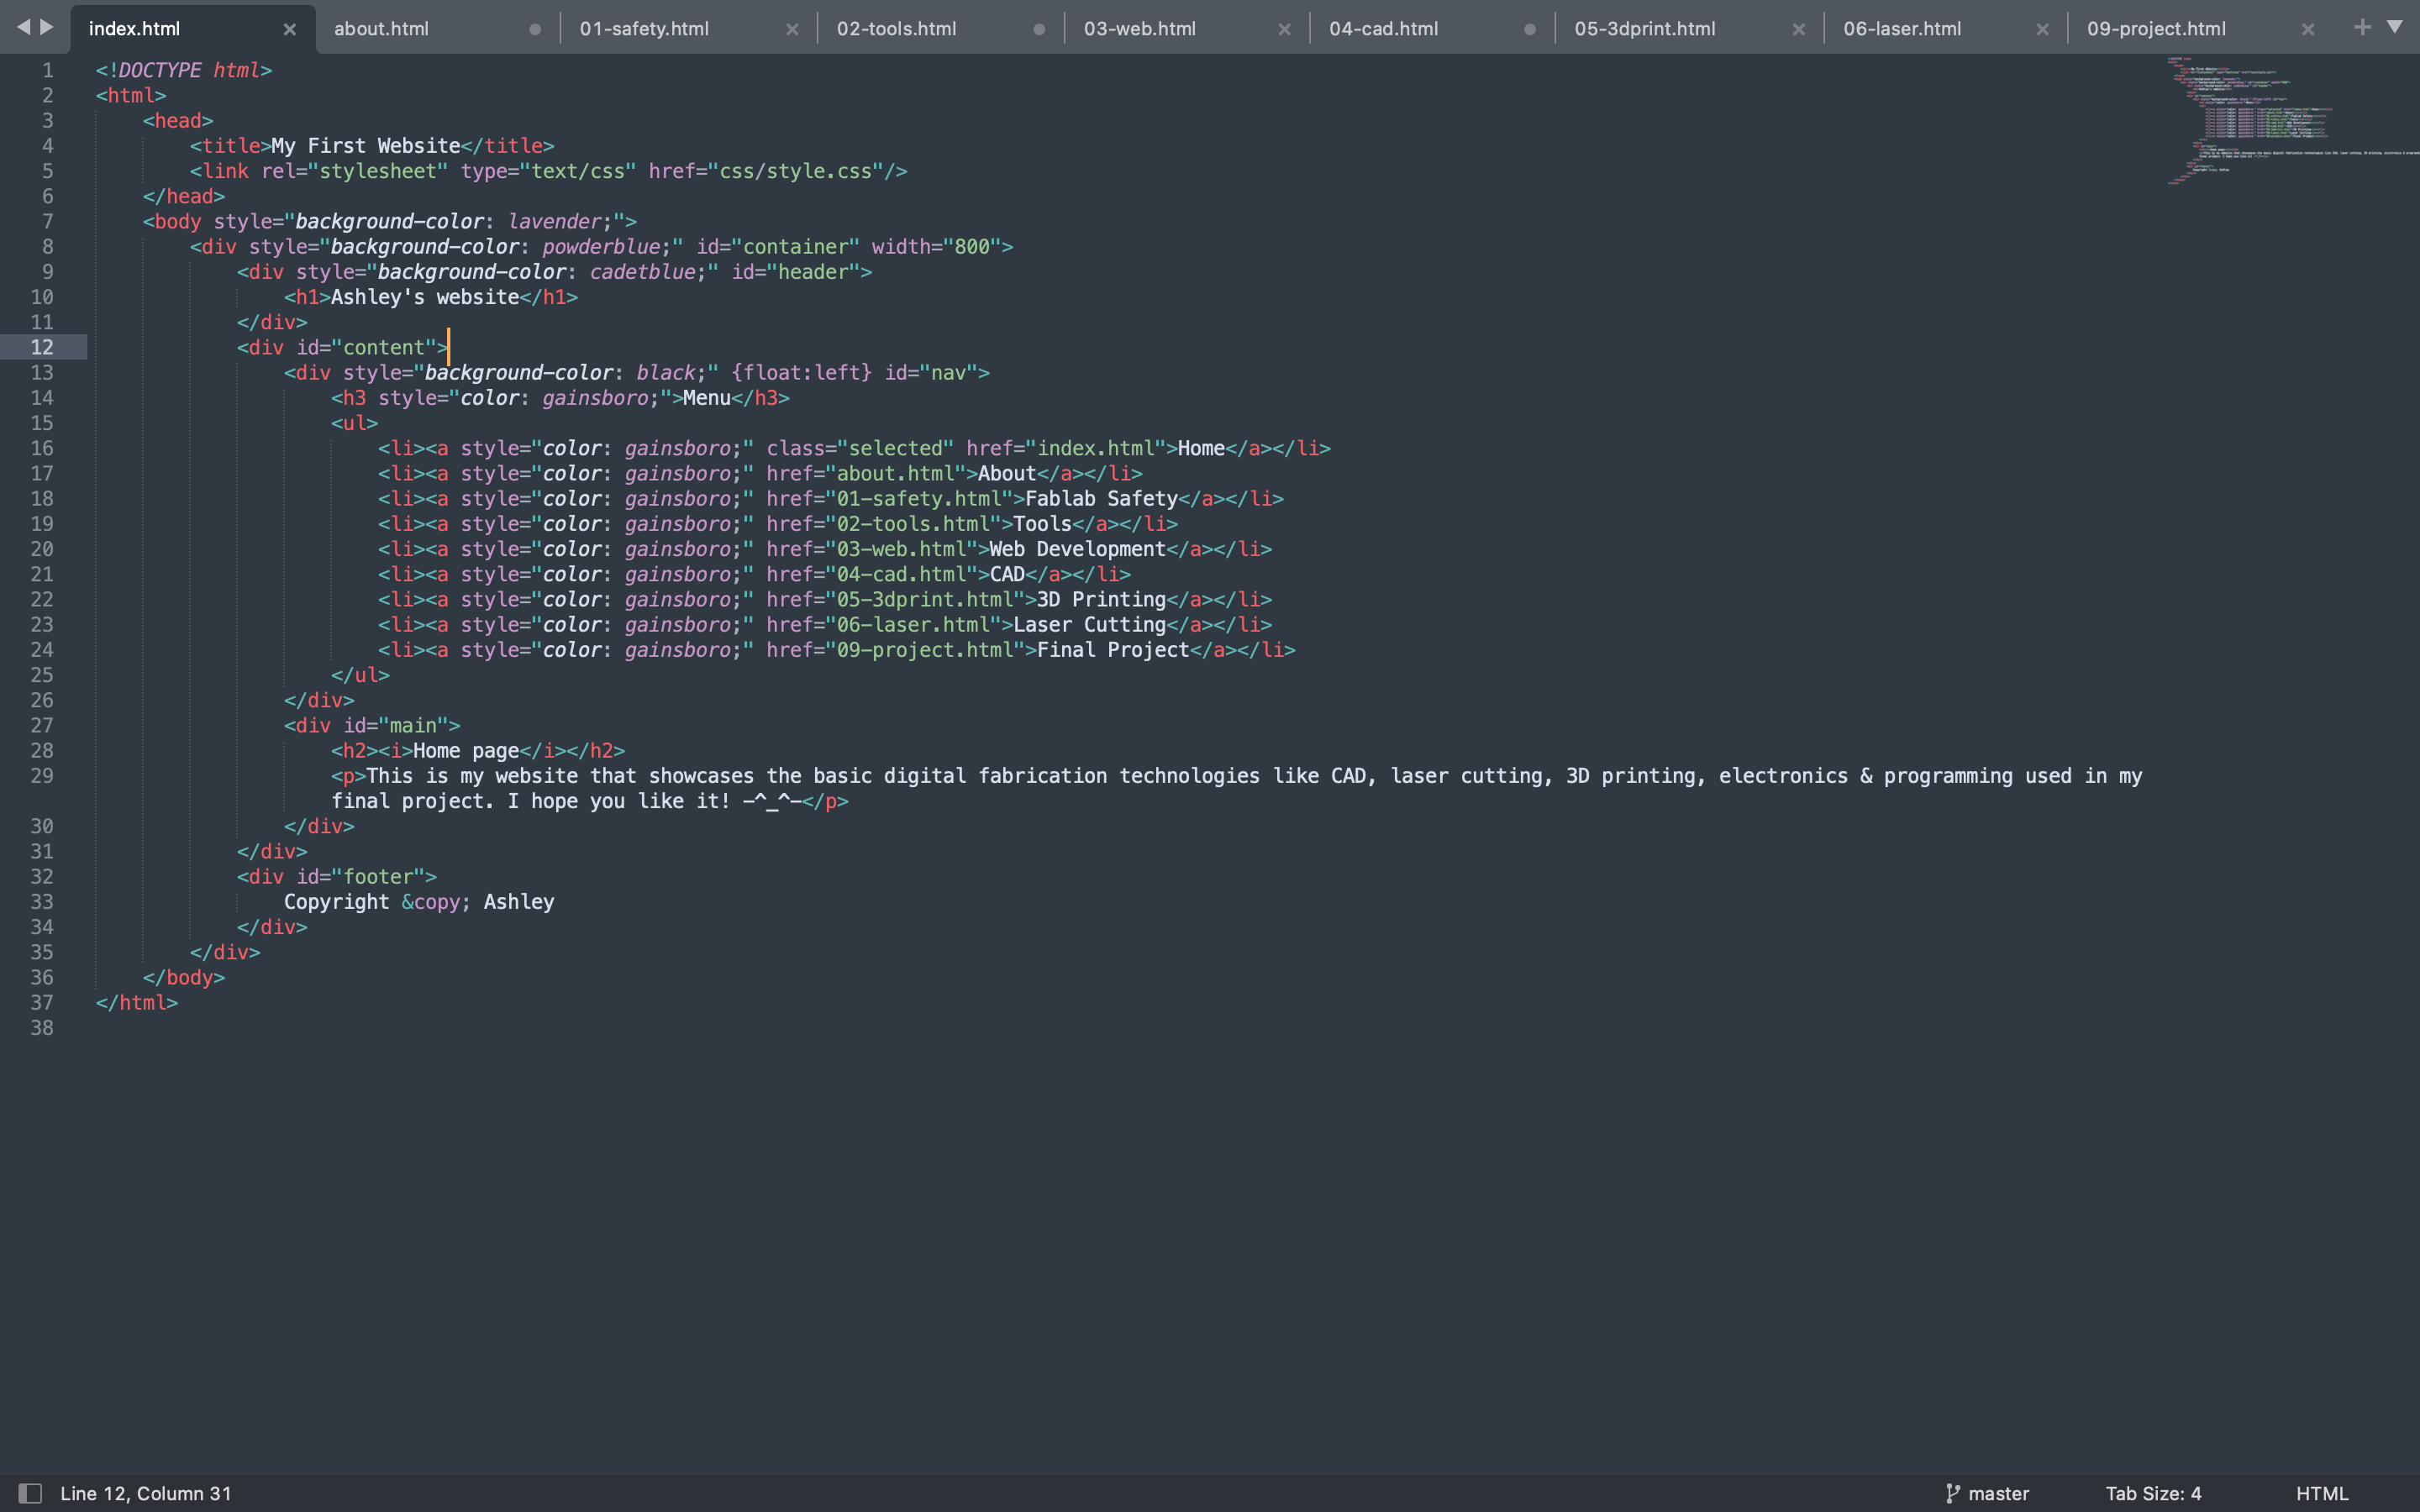 index.html about.html 01-safety.html 02-tools.html 03-web.html 04-cad.html 05-3dprint.html 06-laser.html 09-project.html
1 <!DOCTYPE html>
2 <html>
3 <head>
4 <title>My First Website</title>
5 <link rel="stylesheet" type="text/css" href="css/style.css"/>
6 </head>
7 <body style="background-color: lavender;">
8 <div style="background-color: powderblue;" id="container" width="800">
9 <div style="background-color: cadetblue;" id="header">
10 <h1>Ashley's website</h1>
11 </div>
12 <div id="content">
13 <div style="background-color: black;" {float:left} id="nav">
14 <h3 style="color: gainsboro;">Menu</h3>
15 <ul>
16 <li><a style="color: gainsboro;" class="selected" href="index.html">Home</a></li>
17 <li><a style="color: gainsboro;" href="about.html">About</a></li>
18 <li><a style="color: gainsboro;" href="01-safety.html">Fablab Safety</a></li>
19 <li><a style="color: gainsboro;" href="02-tools.html">Tools</a></li>
20 <li><a style="color: gainsboro;" href="03-web.html">Web Development</a></li>
21 <li><a style="color: gainsboro;" href="04-cad.html">CAD</a></li>
22 <li><a style="color: gainsboro;" href="05-3dprint.html">3D Printing</a></li>
23 <li><a style="color: gainsboro;" href="06-laser.html">Laser Cutting</a></li>
24 <li><a style="color: gainsboro;" href="09-project.html">Final Project</a></li>
25 </ul>
26 </div>
27 <div id="main">
28 <h2><i>Home page</i></h2>
29 <p>This is my website that showcases the basic digital fabrication technologies like CAD, laser cutting, 3D printing, electronics & programming used in my
final project. I hope you like it! -^_^-</p>
30 </div>
31 </div>
32 <div id="footer">
33 Copyright &copy; Ashley
34 </div>
35 </div>
36 </body>
37 </html>
38
Line 12, Column 31 master Tab Size: 4 HTML